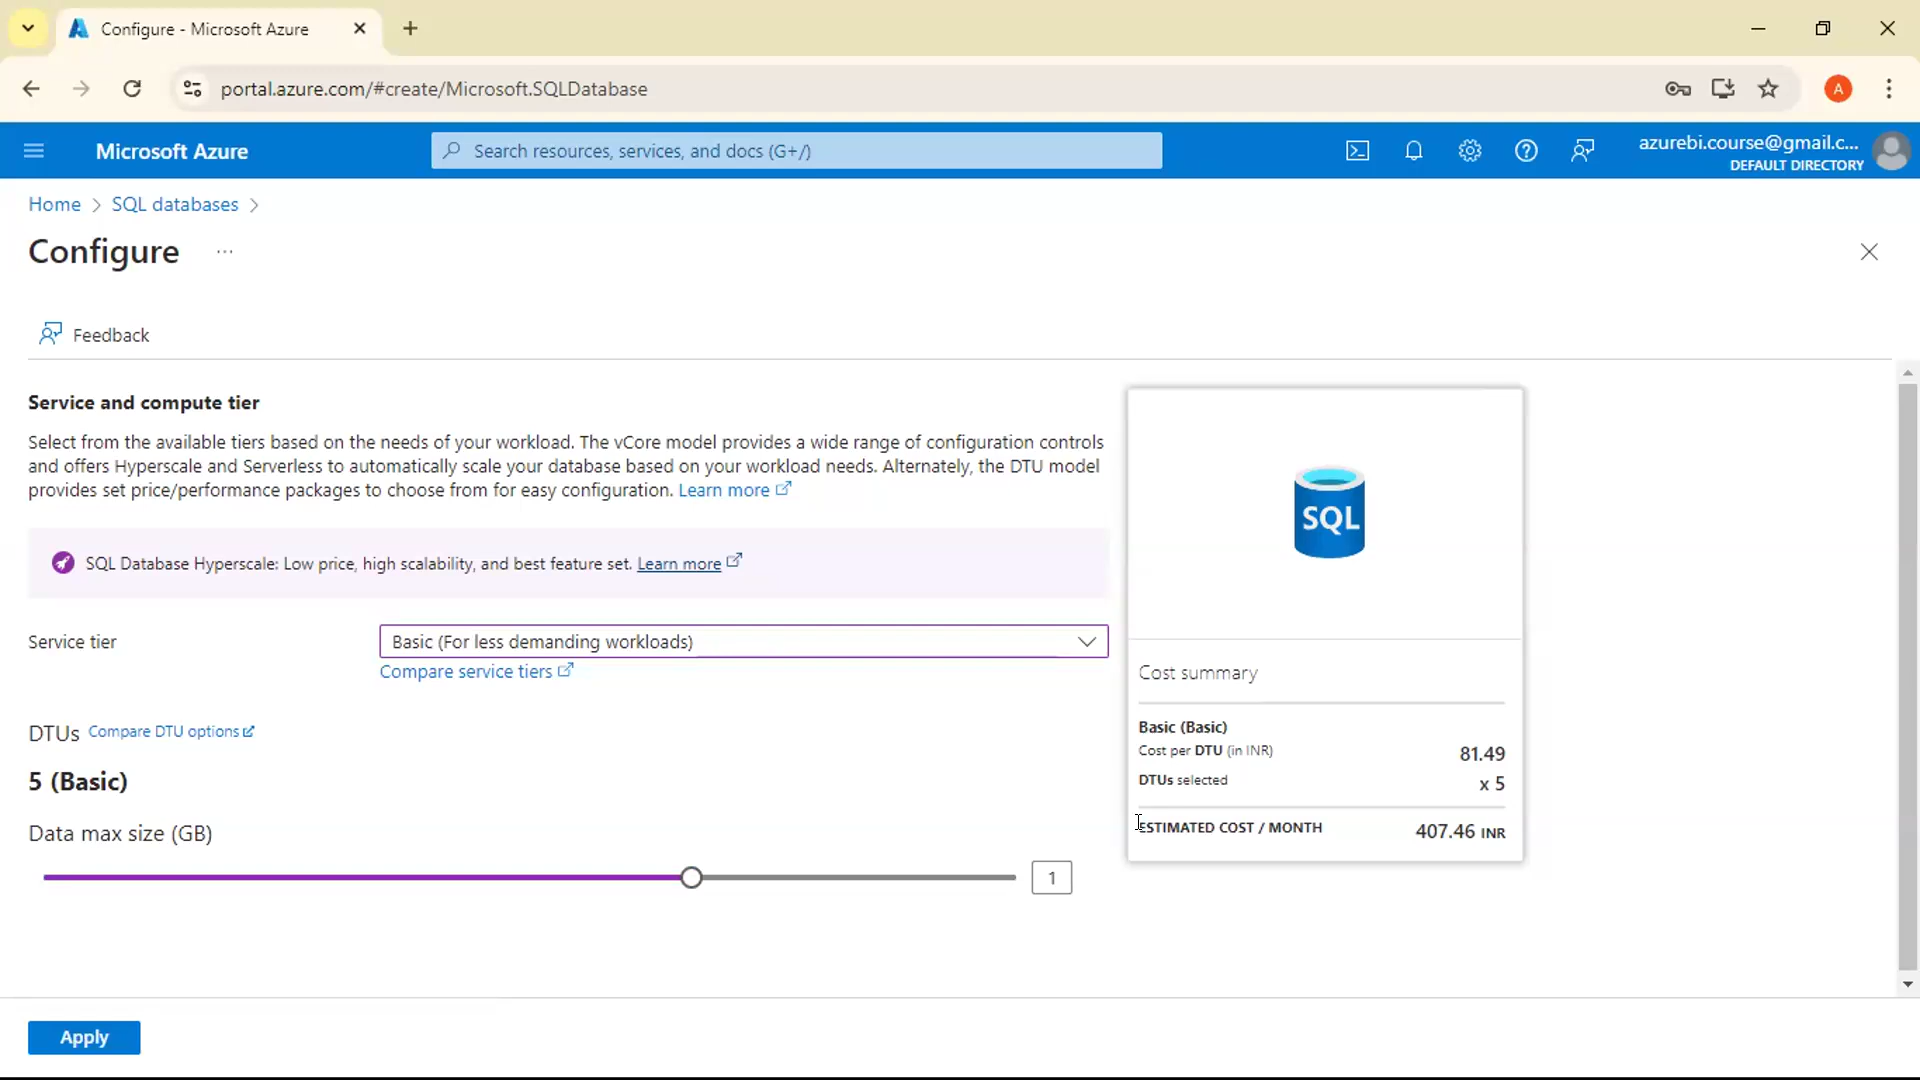 Configure - Microsoft Azure
portal.azure.com/#create/Microsoft.SQLDatabase
A
Microsoft Azure
Search resources, services, and docs (G+/)
azurebi.course@gmail.c...
DEFAULT DIRECTORY
Home > SQL databases >
Configure ...
Feedback
Service and compute tier
Select from the available tiers based on the needs of your workload. The vCore model provides a wide range of configuration controls
and offers Hyperscale and Serverless to automatically scale your database based on your workload needs. Alternately, the DTU model
provides set price/performance packages to choose from for easy configuration. Learn more
SQL Database Hyperscale: Low price, high scalability, and best feature set. Learn more
Service tier
Basic (For less demanding workloads)
Compare service tiers
DTUs Compare DTU options
5 (Basic)
Data max size (GB)
1
SQL
Cost summary
Basic (Basic)
Cost per DTU (in INR) 81.49
DTUs selected x 5
ESTIMATED COST / MONTH 407.46 INR
Apply